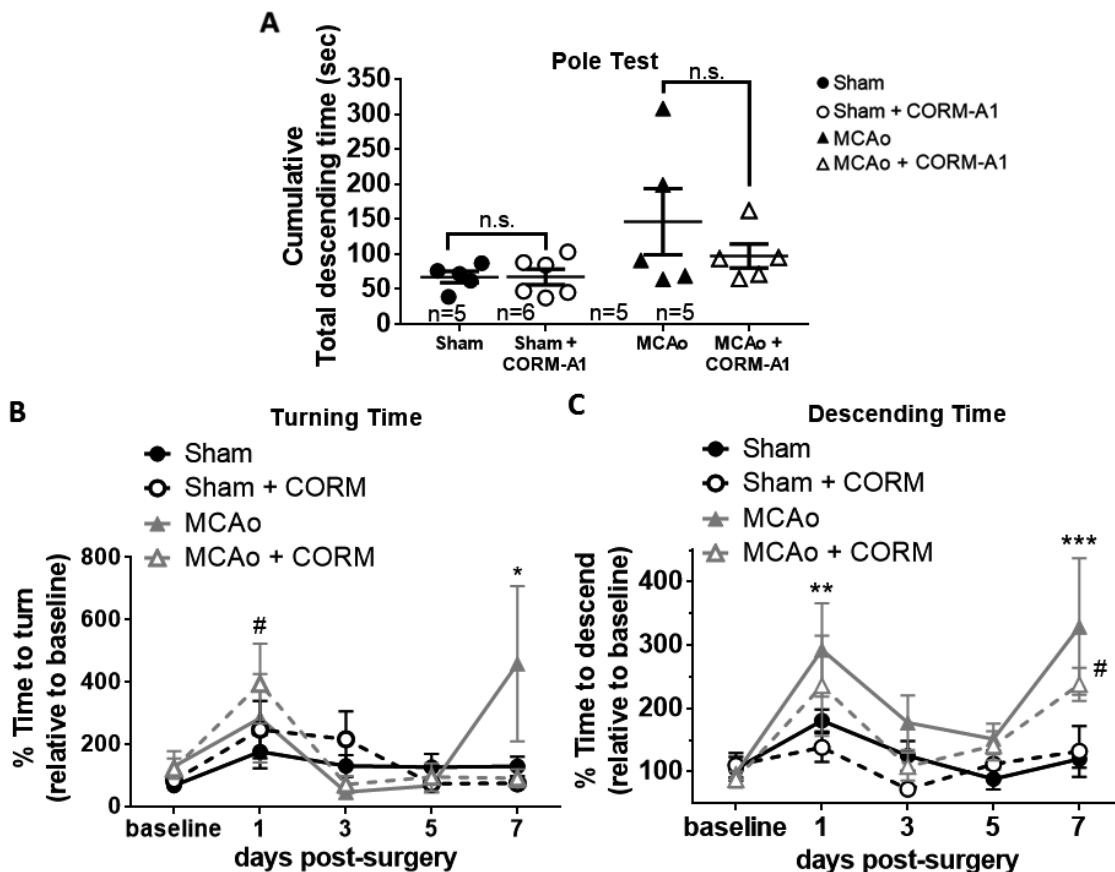 A
Pole Test
Cumulative
Total descending time (sec)
350
300
250
200
150
100
50
0
n.s.
n.s.
n=5
n=6
n=5
n=5
Sham
Sham +
CORM-A1
MCAo
MCAo +
CORM-A1
Sham
Sham + CORM-A1
MCAo
MCAo + CORM-A1
B
Turning Time
Sham
Sham + CORM
MCAo
MCAo + CORM
% Time to turn
(relative to baseline)
800
600
400
200
0
#
*
baseline 1 3 5 7
days post-surgery
C
Descending Time
Sham
Sham + CORM
MCAo
MCAo + CORM
% Time to descend
(relative to baseline)
400
300
200
100
**
***
#
baseline 1 3 5 7
days post-surgery